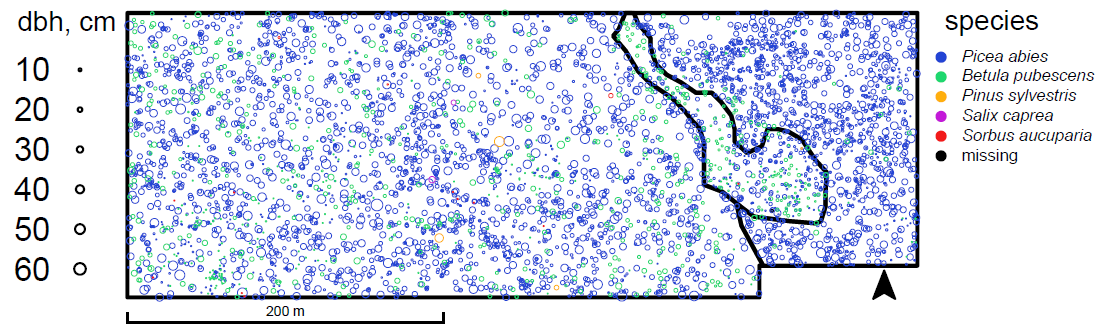 dbh, cm
10
20
30
40
50
60
200 m
species
Picea abies
Betula pubescens
Pinus sylvestris
Salix caprea
Sorbus aucuparia
missing